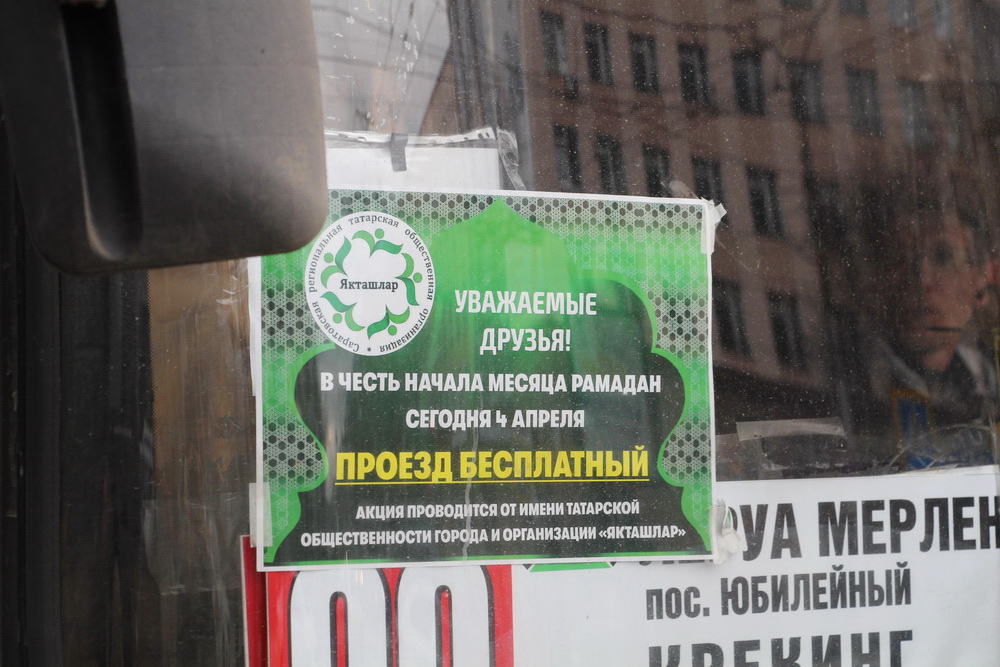 Саратовская региональная татарская общественная организация *
Якташлар
УВАЖАЕМЫЕ
ДРУЗЬЯ!
В ЧЕСТЬ НАЧАЛА МЕСЯЦА РАМАДАН
СЕГОДНЯ 4 АПРЕЛЯ
ПРОЕЗД БЕСПЛАТНЫЙ
АКЦИЯ ПРОВОДИТСЯ ОТ ИМЕНИ ТАТАРСКОЙ
ОБЩЕСТВЕННОСТИ ГОРОДА И ОРГАНИЗАЦИИ «ЯКТАШЛАР»
МЕРЛЕН
ПОС. ЮБИЛЕЙНЫЙ
КРЕКИНГ